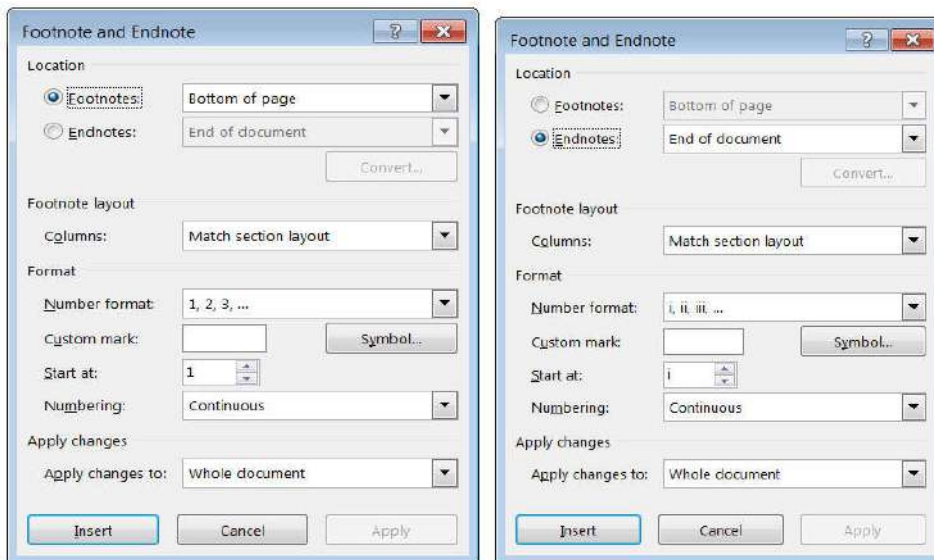 Footnote and Endnote
Location
Footnotes: Bottom of page
Endnotes: End of document
Convert...
Footnote layout
Columns: Match section layout
Format
Number format: 1, 2, 3, ...
Custom mark: Symbol...
Start at: 1
Numbering: Continuous
Apply changes
Apply changes to: Whole document
Insert Cancel Apply
Footnote and Endnote
Location
Footnotes: Bottom of page
Endnotes: End of document
Convert...
Footnote layout
Columns: Match section layout
Format
Number format: i, ii, iii, ...
Custom mark: Symbol...
Start at: i
Numbering: Continuous
Apply changes
Apply changes to: Whole document
Insert Cancel Apply